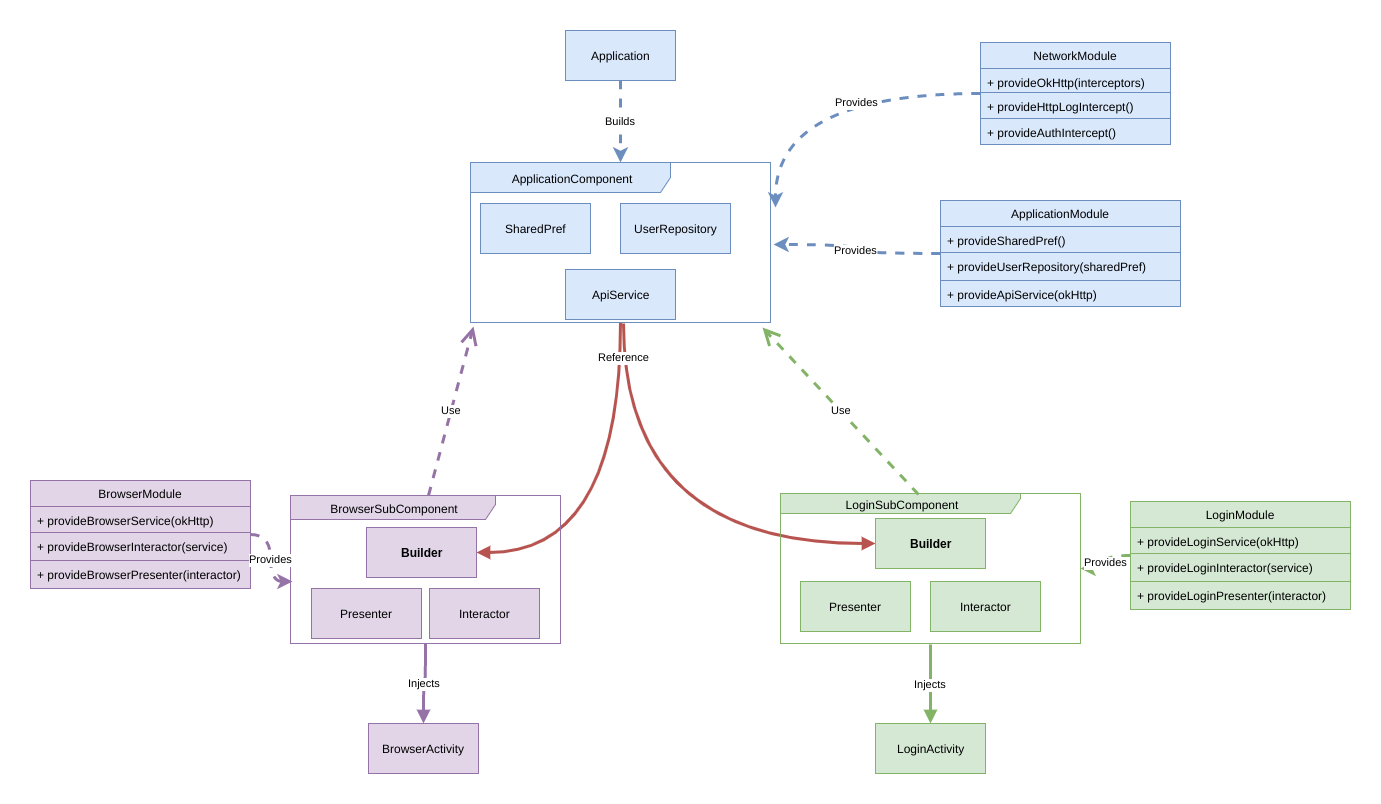 Application
Builds
NetworkModule
+ provideOkHttp(interceptors)
+ provideHttpLogIntercept()
+ provideAuthIntercept()
Provides
ApplicationComponent
SharedPref
UserRepository
ApiService
ApplicationModule
+ provideSharedPref()
+ provideUserRepository(sharedPref)
+ provideApiService(okHttp)
Provides
Reference
Use
Use
BrowserModule
+ provideBrowserService(okHttp)
+ provideBrowserInteractor(service)
+ provideBrowserPresenter(interactor)
Provides
BrowserSubComponent
Builder
Presenter
Interactor
LoginSubComponent
Builder
Presenter
Interactor
Provides
LoginModule
+ provideLoginService(okHttp)
+ provideLoginInteractor(service)
+ provideLoginPresenter(interactor)
Injects
Injects
BrowserActivity
LoginActivity